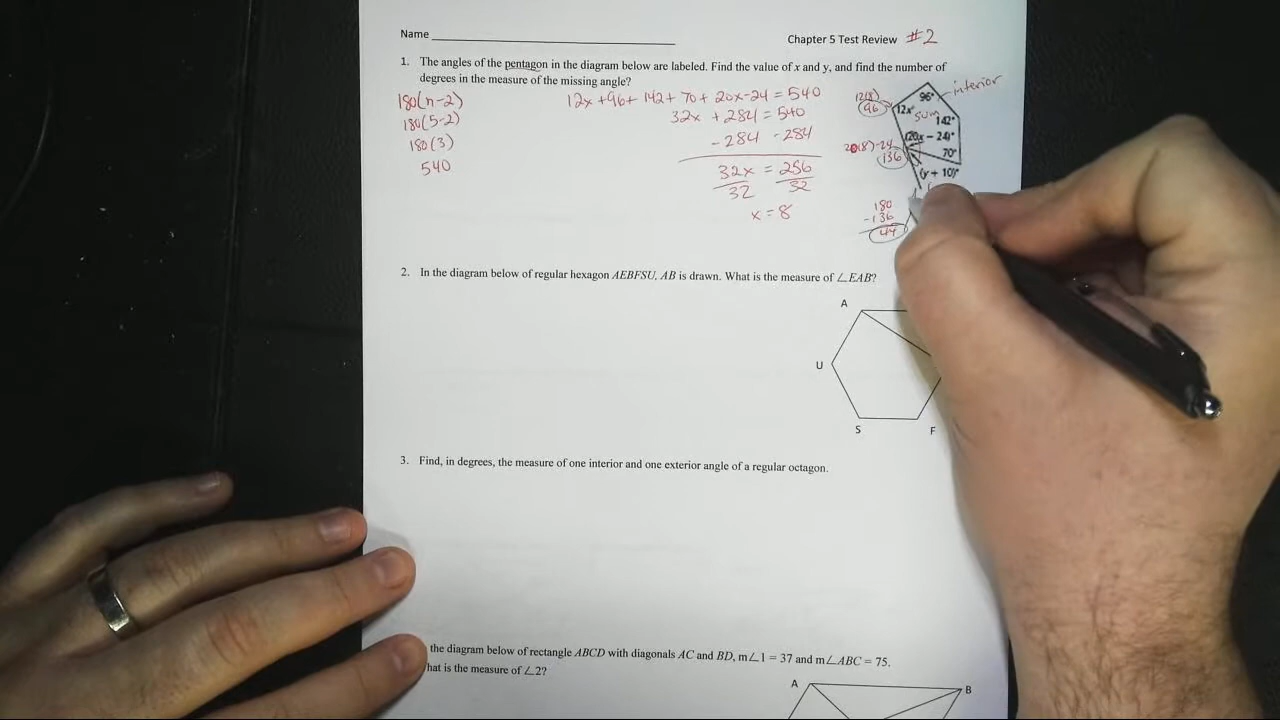 Name
Chapter 5 Test Review #2
1. The angles of the pentagon in the diagram below are labeled. Find the value of x and y, and find the number of
degrees in the measure of the missing angle?
180(n-2)
180(5-2)
180(3)
540
12x +96+ 142+ 70+ 20x-24 = 540
32x + 284 = 540
- 284 - 284
32x = 256
32 32
x = 8
interior
12(8)
96
96°
12x°
sum
142°
(20x - 24)°
20(8)-24
136
70°
(y + 10)°
180
-136
44
2. In the diagram below of regular hexagon AEBFSU, AB is drawn. What is the measure of ∠EAB?
A
U
S
F
3. Find, in degrees, the measure of one interior and one exterior angle of a regular octagon.
the diagram below of rectangle ABCD with diagonals AC and BD, m∠1 = 37 and m∠ABC = 75.
hat is the measure of ∠2?
A
B